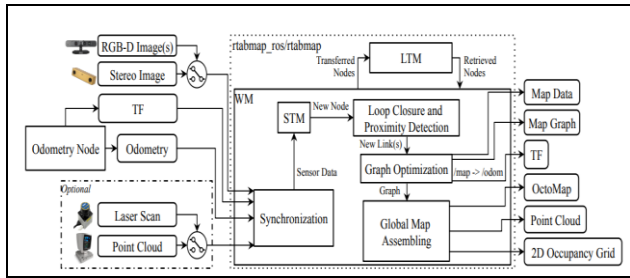 RGB-D Image(s)
Stereo Image
TF
Odometry Node
Odometry
Optional
Laser Scan
Point Cloud
rtabmap_ros/rtabmap
Transferred
Nodes
LTM
Retrieved
Nodes
WM
STM
New Node
Loop Closure and
Proximity Detection
New Link(s)
Sensor Data
Graph Optimization
/map -> /odom
Graph
Synchronization
Global Map
Assembling
Map Data
Map Graph
TF
OctoMap
Point Cloud
2D Occupancy Grid